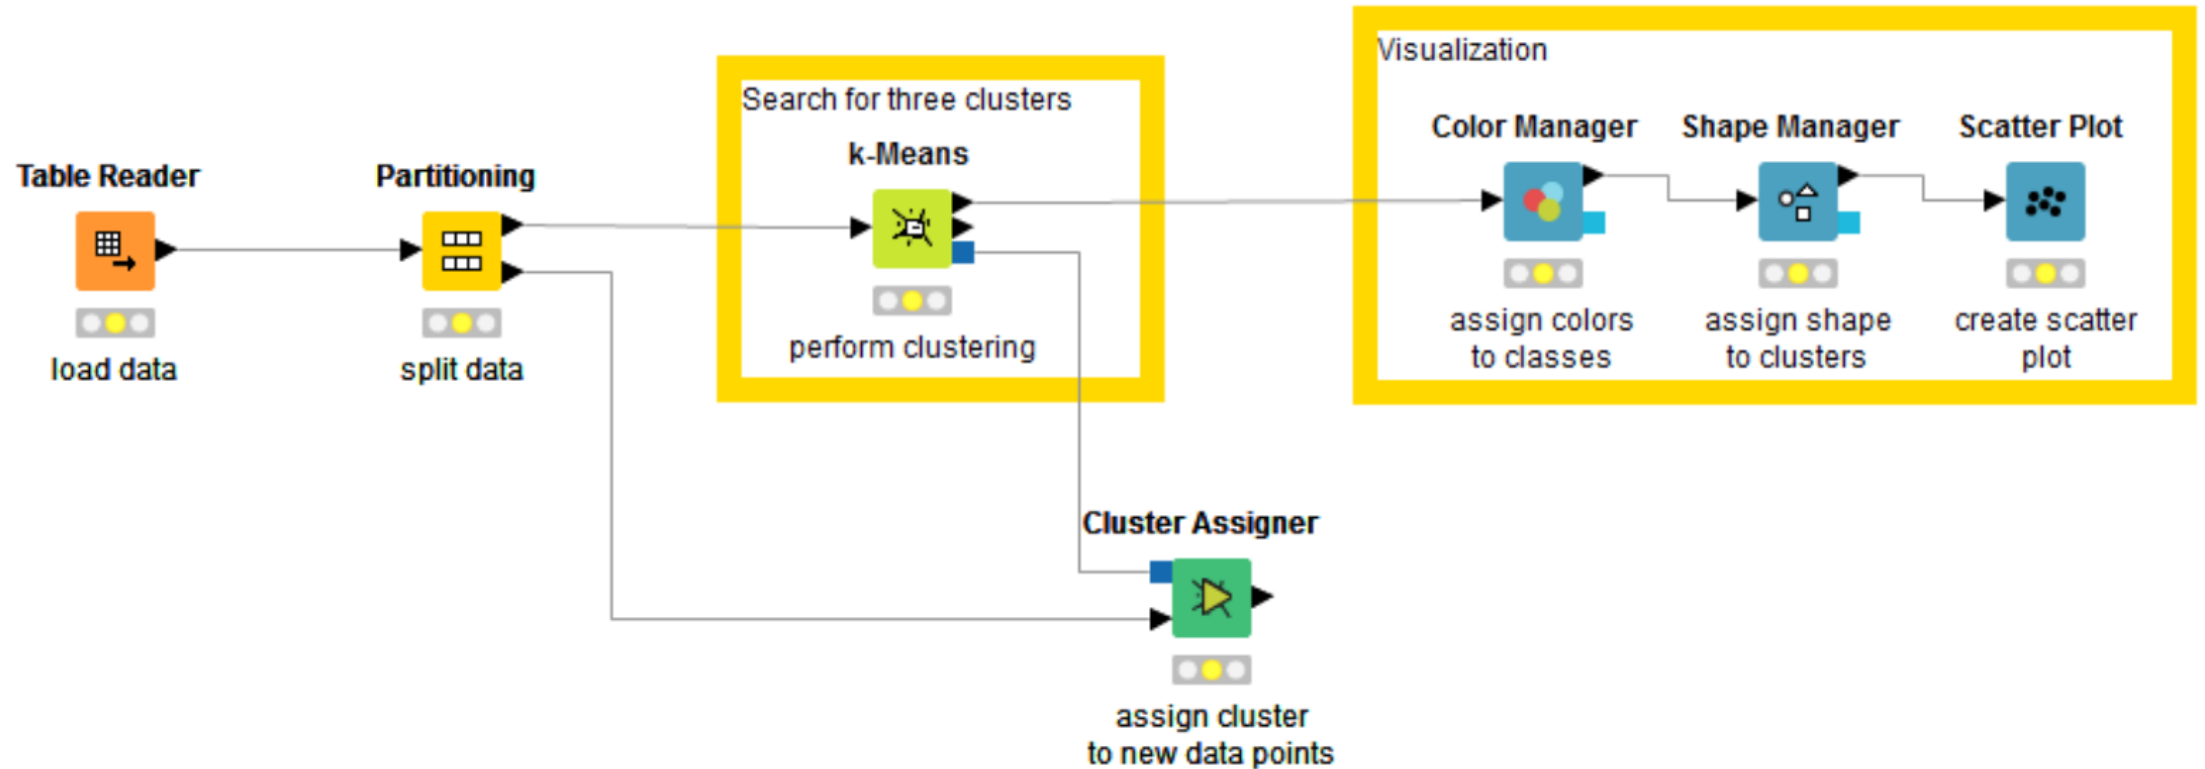 Table Reader
load data
Partitioning
split data
Search for three clusters
k-Means
perform clustering
Visualization
Color Manager
assign colors
to classes
Shape Manager
assign shape
to clusters
Scatter Plot
create scatter
plot
Cluster Assigner
assign cluster
to new data points